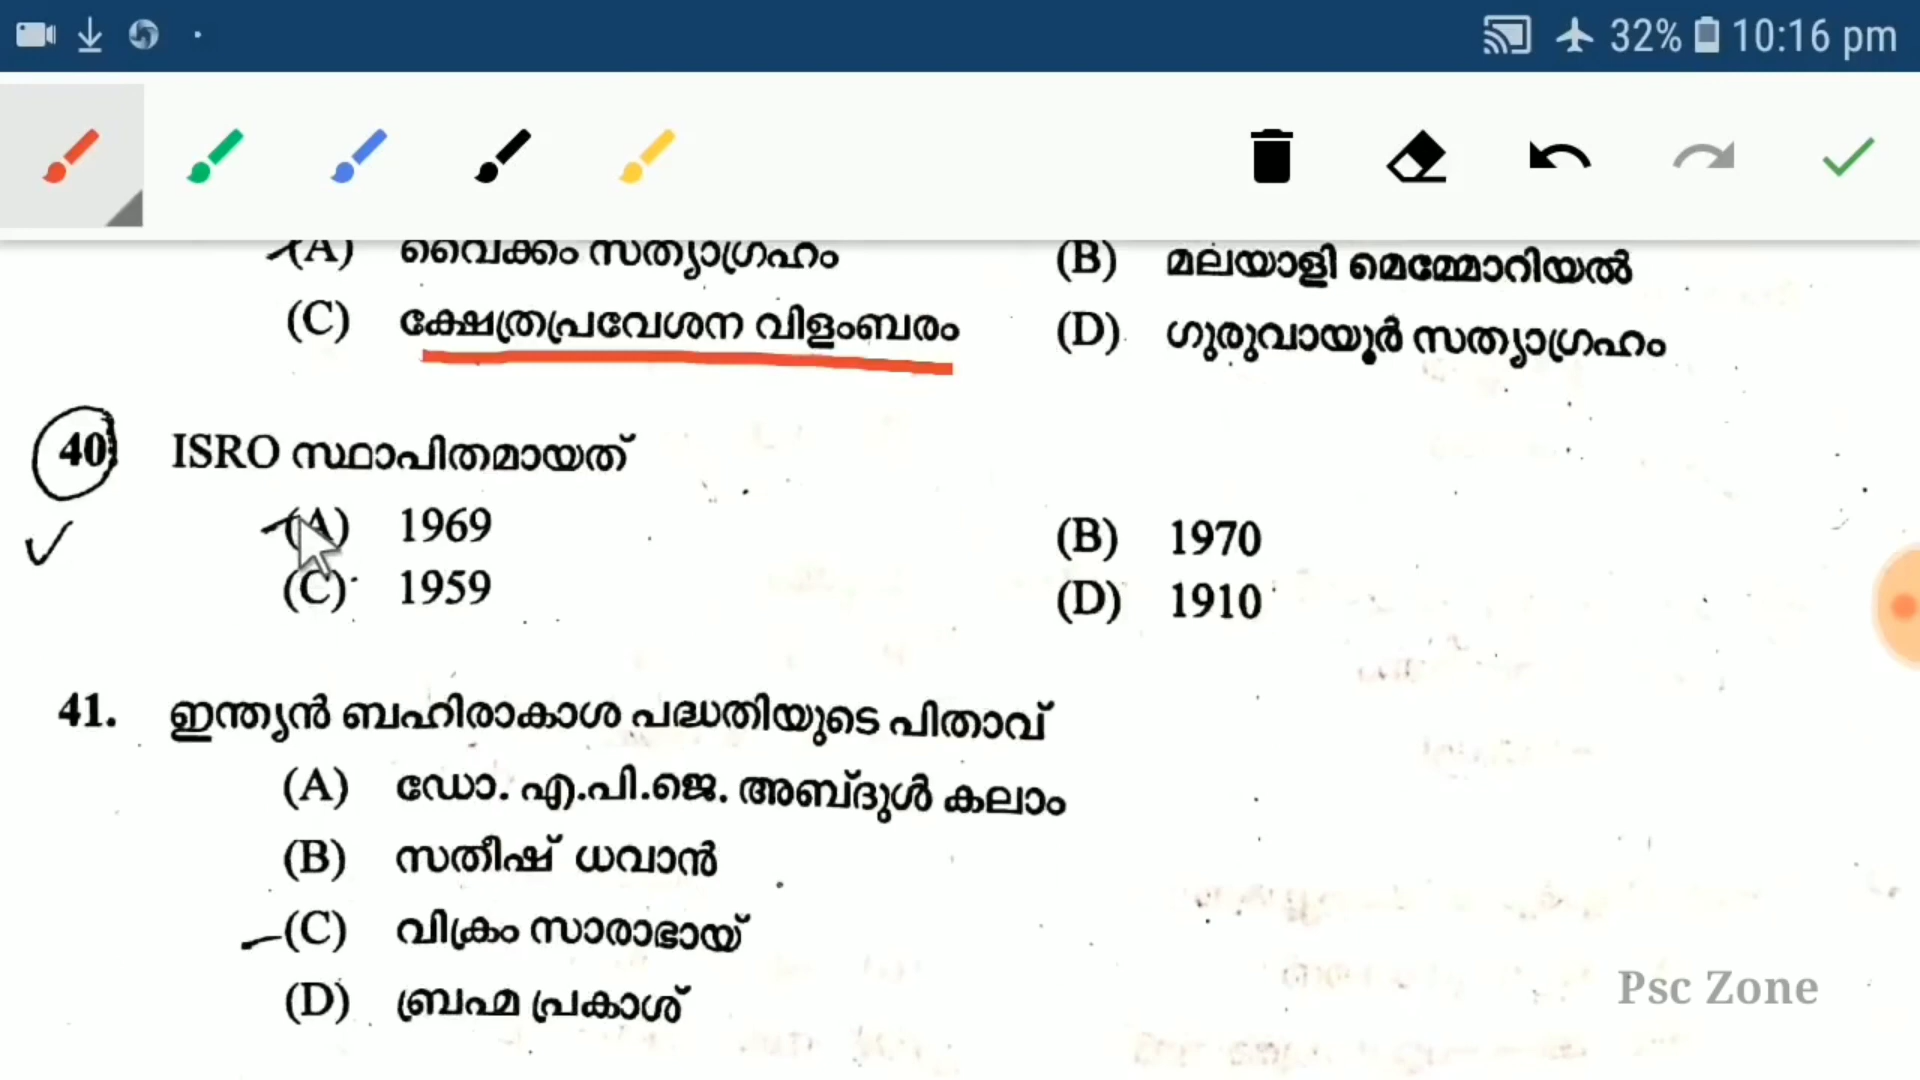 32% 10:16 pm
(A) വൈക്കം സത്യാഗ്രഹം (B) മലയാളി മെമ്മോറിയൽ
(C) ക്ഷേത്രപ്രവേശന വിളംബരം (D) ഗുരുവായൂർ സത്യാഗ്രഹം
40. ISRO സ്ഥാപിതമായത്
(A) 1969 (B) 1970
(C) 1959 (D) 1910
41. ഇന്ത്യൻ ബഹിരാകാശ പദ്ധതിയുടെ പിതാവ്
(A) ഡോ. എ.പി.ജെ. അബ്ദുൾ കലാം
(B) സതീഷ് ധവാൻ
(C) വിക്രം സാരാഭായ്
(D) ബ്രഹ്മ പ്രകാശ്
Psc Zone